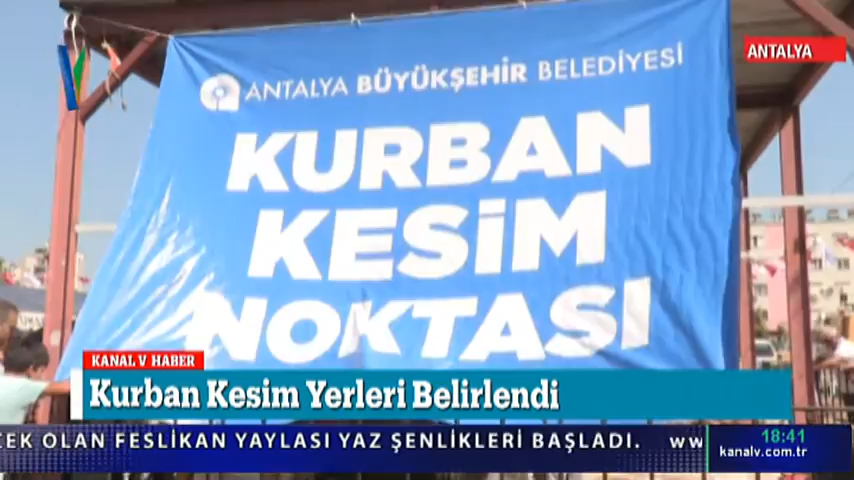 ANTALYA BÜYÜKŞEHİR BELEDİYESİ
ANTALYA
KURBAN
KESİM
NOKTASI
KANAL V HABER
Kurban Kesim Yerleri Belirlendi
OLAN FESLİKAN YAYLASI YAZ ŞENLİKLERİ BAŞLADI.
18:41
kanalv.com.tr